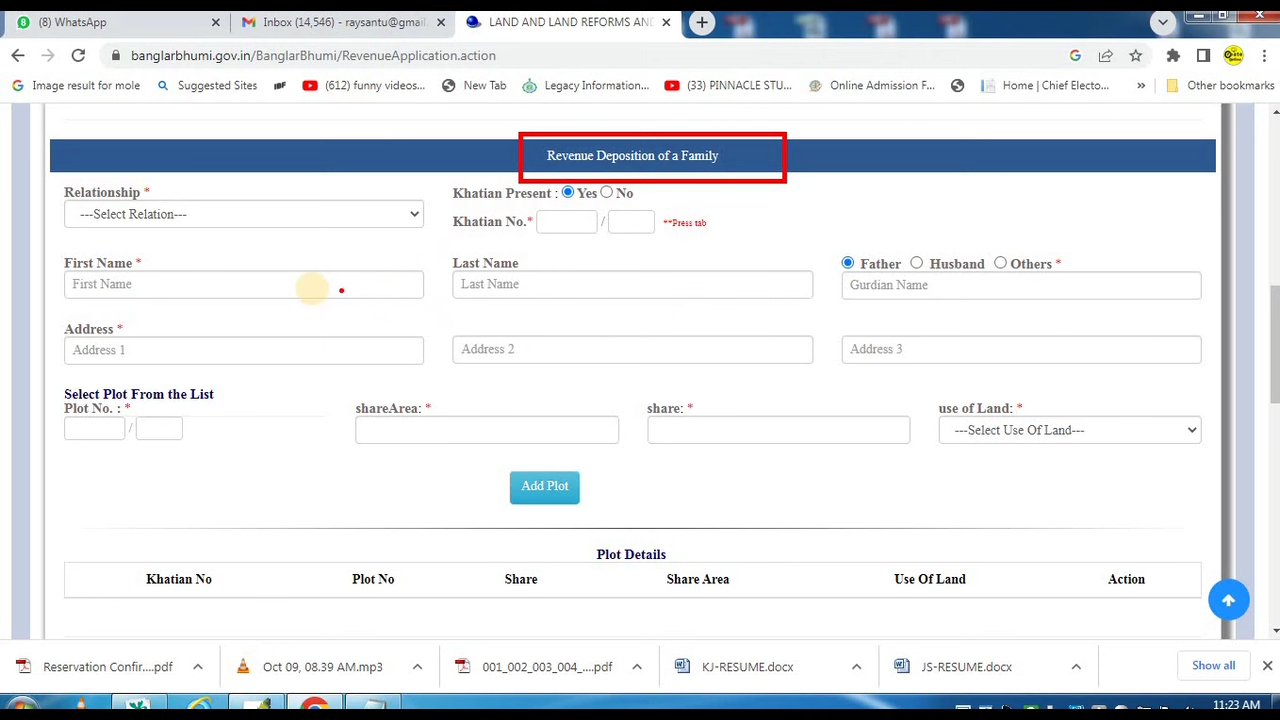 (8) WhatsApp
Inbox (14,546) - raysantu@gmail
LAND AND LAND REFORMS AN
banglarbhumi.gov.in/BanglarBhumi/RevenueApplication.action
Image result for mole
Suggested Sites
(612) funny videos...
New Tab
Legacy Information...
(33) PINNACLE STU...
Online Admission F...
Home | Chief Electo...
»
Other bookmarks
Revenue Deposition of a Family
Relationship *
---Select Relation---
Khatian Present : Yes No
Khatian No.* / **Press tab
First Name *
First Name
Last Name
Last Name
Father Husband Others *
Gurdian Name
Address *
Address 1
Address 2
Address 3
Select Plot From the List
Plot No. : *
/
shareArea: *
share: *
use of Land: *
---Select Use Of Land---
Add Plot
Plot Details
Khatian No Plot No Share Share Area Use Of Land Action
Reservation Confir....pdf
Oct 09, 08.39 AM.mp3
001_002_003_004_....pdf
KJ-RESUME.docx
JS-RESUME.docx
Show all
11:23 AM